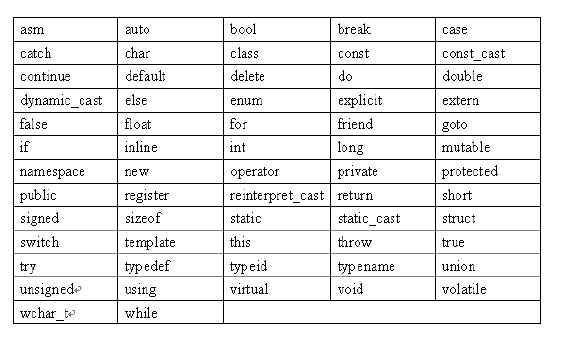 asm auto bool break case
catch char class const const_cast
continue default delete do double
dynamic_cast else enum explicit extern
false float for friend goto
if inline int long mutable
namespace new operator private protected
public register reinterpret_cast return short
signed sizeof static static_cast struct
switch template this throw true
try typedef typeid typename union
unsigned↵ using virtual void volatile
wchar_t↵ while